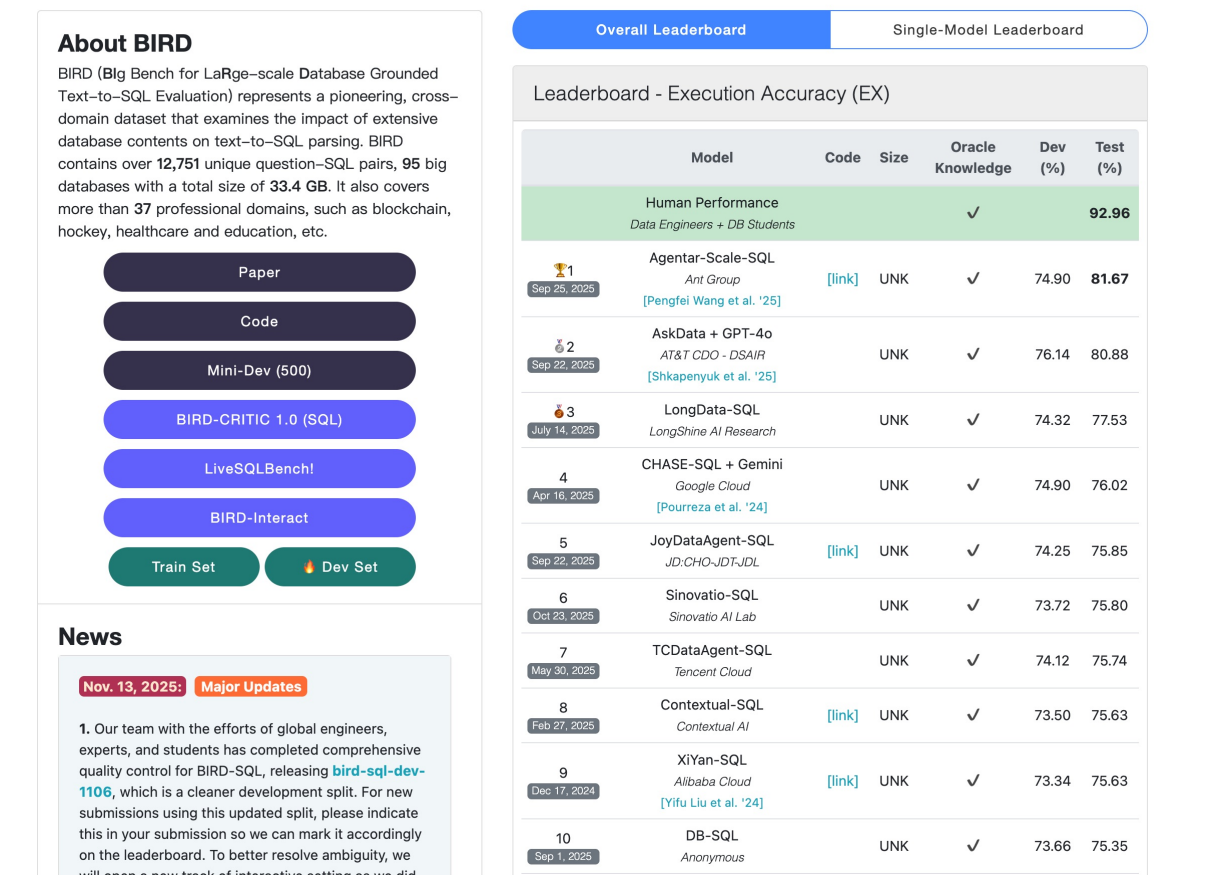 About BIRD
BIRD (BIg Bench for LaRge-scale Database Grounded
Text-to-SQL Evaluation) represents a pioneering, cross-
domain dataset that examines the impact of extensive
database contents on text-to-SQL parsing. BIRD
contains over 12,751 unique question-SQL pairs, 95 big
databases with a total size of 33.4 GB. It also covers
more than 37 professional domains, such as blockchain,
hockey, healthcare and education, etc.
Paper
Code
Mini-Dev (500)
BIRD-CRITIC 1.0 (SQL)
LiveSQLBench!
BIRD-Interact
Train Set
🔥 Dev Set
News
Nov. 13, 2025: Major Updates
1. Our team with the efforts of global engineers,
experts, and students has completed comprehensive
quality control for BIRD-SQL, releasing bird-sql-dev-
1106, which is a cleaner development split. For new
submissions using this updated split, please indicate
this in your submission so we can mark it accordingly
on the leaderboard. To better resolve ambiguity, we
will open a new track of interactive setting as we did
Overall Leaderboard
Single-Model Leaderboard
Leaderboard - Execution Accuracy (EX)
Model Code Size Oracle Knowledge Dev (%) Test (%)
Human Performance
Data Engineers + DB Students
92.96
🏆1
Sep 25, 2025
Agentar-Scale-SQL
Ant Group
[Pengfei Wang et al. '25]
[link] UNK ✓ 74.90 81.67
🥈2
Sep 22, 2025
AskData + GPT-4o
AT&T CDO - DSAIR
[Shkapenyuk et al. '25]
UNK ✓ 76.14 80.88
🥉3
July 14, 2025
LongData-SQL
LongShine AI Research
UNK ✓ 74.32 77.53
4
Apr 16, 2025
CHASE-SQL + Gemini
Google Cloud
[Pourreza et al. '24]
UNK ✓ 74.90 76.02
5
Sep 22, 2025
JoyDataAgent-SQL
JD:CHO-JDT-JDL
[link] UNK ✓ 74.25 75.85
6
Oct 23, 2025
Sinovatio-SQL
Sinovatio AI Lab
UNK ✓ 73.72 75.80
7
May 30, 2025
TCDataAgent-SQL
Tencent Cloud
UNK ✓ 74.12 75.74
8
Feb 27, 2025
Contextual-SQL
Contextual AI
[link] UNK ✓ 73.50 75.63
9
Dec 17, 2024
XiYan-SQL
Alibaba Cloud
[Yifu Liu et al. '24]
[link] UNK ✓ 73.34 75.63
10
Sep 1, 2025
DB-SQL
Anonymous
UNK ✓ 73.66 75.35